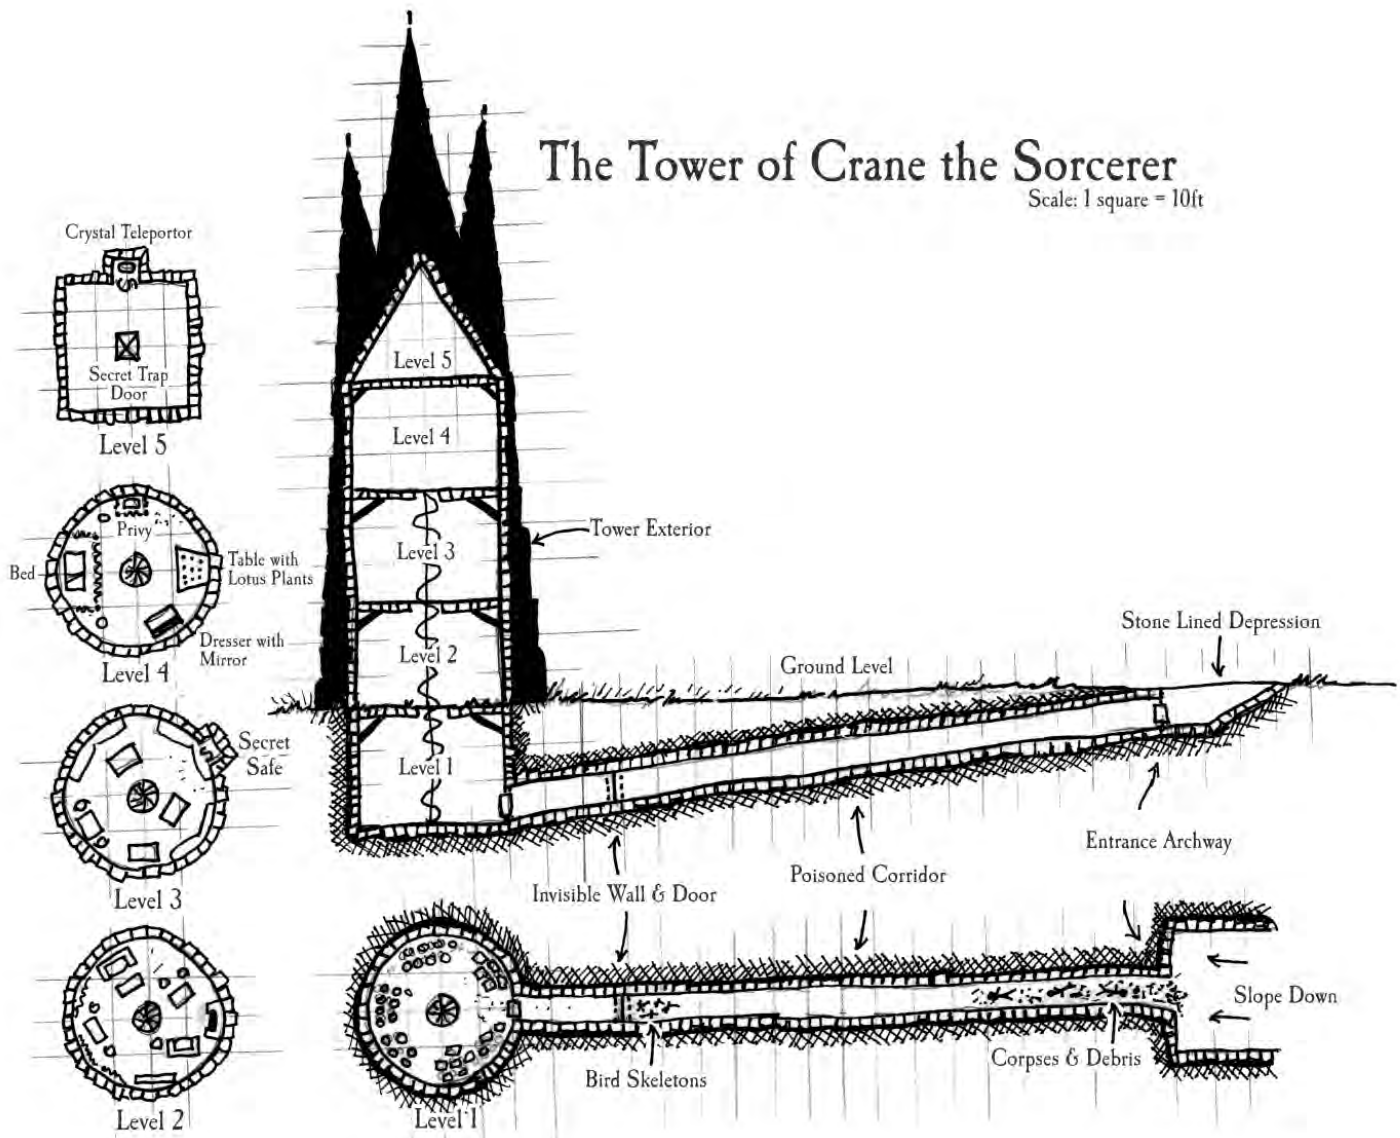 The Tower of Crane the Sorcerer
Scale: 1 square = 10ft
Crystal Teleportor
Secret Trap
Door
Level 5
Privy
Bed
Table with
Lotus Plants
Dresser with
Mirror
Level 4
Secret
Safe
Level 3
Level 2
Level 5
Level 4
Level 3
Level 2
Level 1
Tower Exterior
Ground Level
Stone Lined Depression
Entrance Archway
Poisoned Corridor
Invisible Wall & Door
Slope Down
Corpses & Debris
Bird Skeletons
Level 1